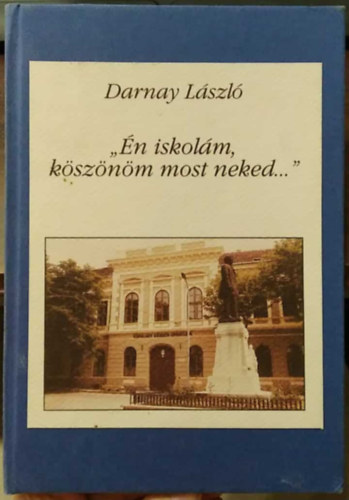 Darnay László
„Én iskolám,
köszönöm most neked...”